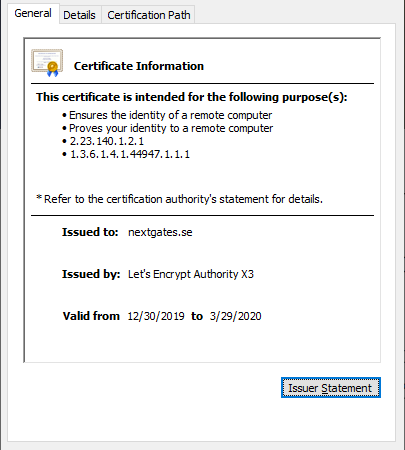 General Details Certification Path
Certificate Information
This certificate is intended for the following purpose(s):
• Ensures the identity of a remote computer
• Proves your identity to a remote computer
• 2.23.140.1.2.1
• 1.3.6.1.4.1.44947.1.1.1
* Refer to the certification authority's statement for details.
Issued to: nextgates.se
Issued by: Let's Encrypt Authority X3
Valid from 12/30/2019 to 3/29/2020
Issuer Statement